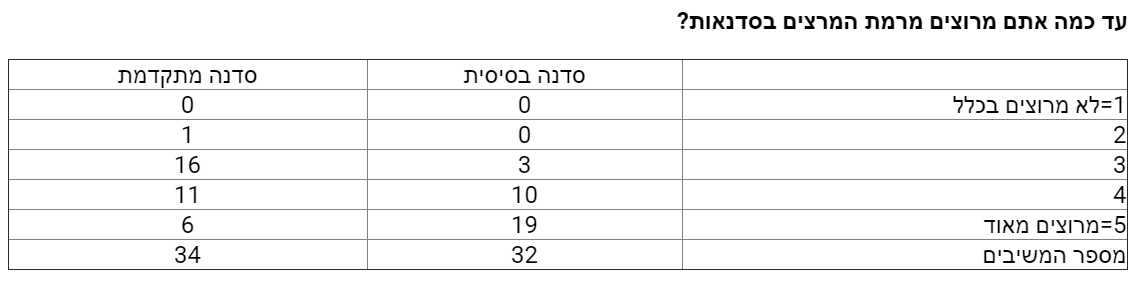 עד כמה אתם מרוצים מרמת המרצים בסדנאות?
סדנה בסיסית סדנה מתקדמת
1=לא מרוצים בכלל 0 0
2 0 1
3 3 16
4 10 11
5=מרוצים מאוד 19 6
מספר המשיבים 32 34